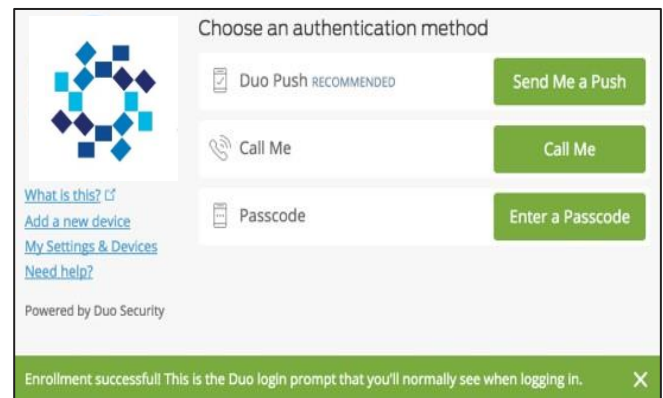 Choose an authentication method
Duo Push RECOMMENDED
Send Me a Push
Call Me
Call Me
Passcode
Enter a Passcode
What is this?
Add a new device
My Settings & Devices
Need help?
Powered by Duo Security
Enrollment successful! This is the Duo login prompt that you'll normally see when logging in.